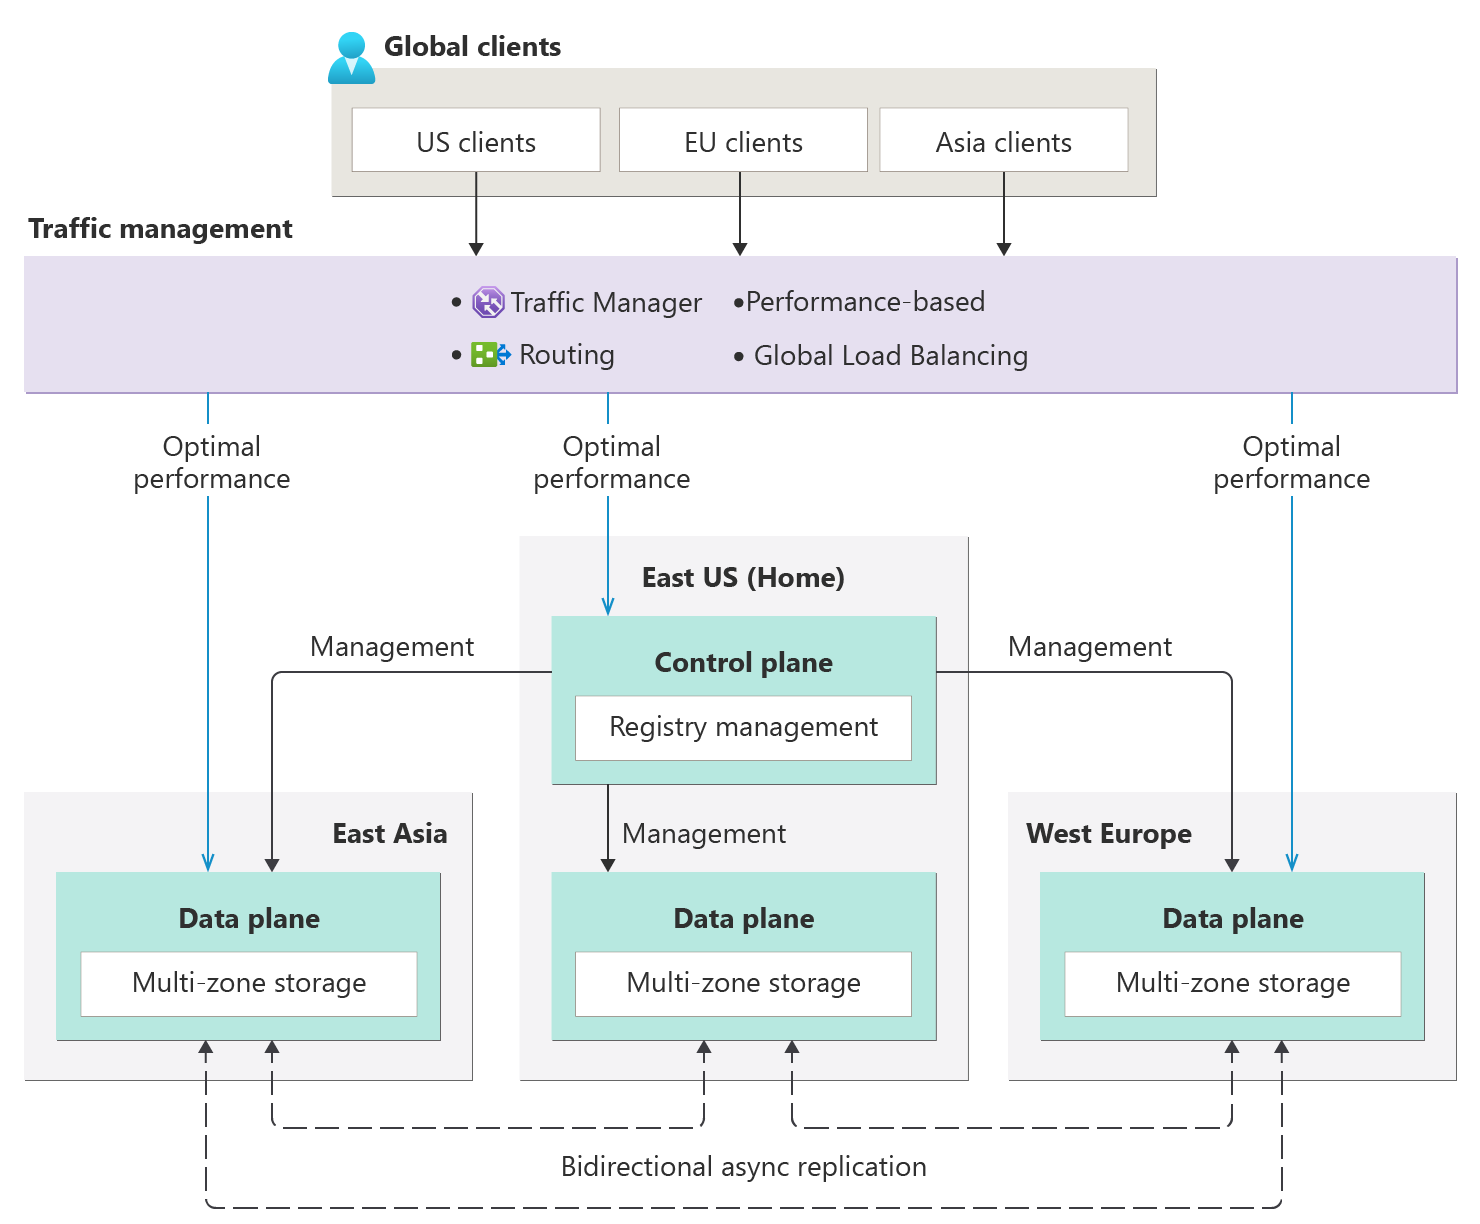 Global clients
US clients
EU clients
Asia clients
Traffic management
• Traffic Manager
•Performance-based
• Routing
• Global Load Balancing
Optimal
performance
Optimal
performance
Optimal
performance
East US (Home)
Management
Control plane
Management
Registry management
East Asia
Management
West Europe
Data plane
Data plane
Data plane
Multi-zone storage
Multi-zone storage
Multi-zone storage
Bidirectional async replication